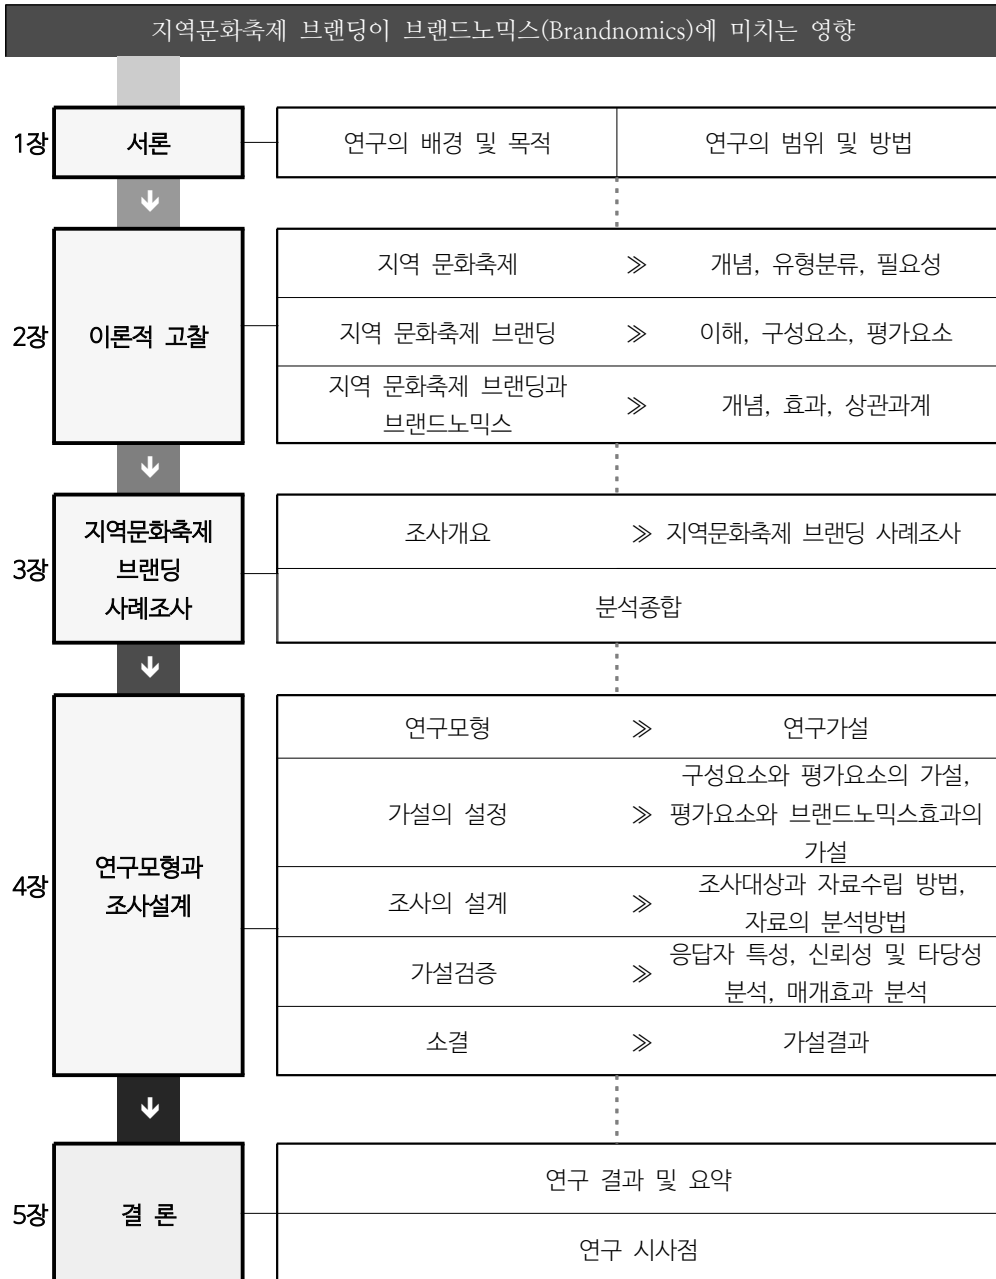 지역문화축제 브랜딩이 브랜드노믹스(Brandnomics)에 미치는 영향
1장 서론 연구의 배경 및 목적 연구의 범위 및 방법
2장 이론적 고찰
지역 문화축제 ≫ 개념, 유형분류, 필요성
지역 문화축제 브랜딩 ≫ 이해, 구성요소, 평가요소
지역 문화축제 브랜딩과
브랜드노믹스 ≫ 개념, 효과, 상관과계
3장
지역문화축제
브랜딩
사례조사
조사개요 ≫ 지역문화축제 브랜딩 사례조사
분석종합
4장
연구모형과
조사설계
연구모형 ≫ 연구가설
가설의 설정 ≫
구성요소와 평가요소의 가설,
평가요소와 브랜드노믹스효과의
가설
조사의 설계 ≫
조사대상과 자료수립 방법,
자료의 분석방법
가설검증 ≫
응답자 특성, 신뢰성 및 타당성
분석, 매개효과 분석
소결 ≫ 가설결과
5장 결 론
연구 결과 및 요약
연구 시사점